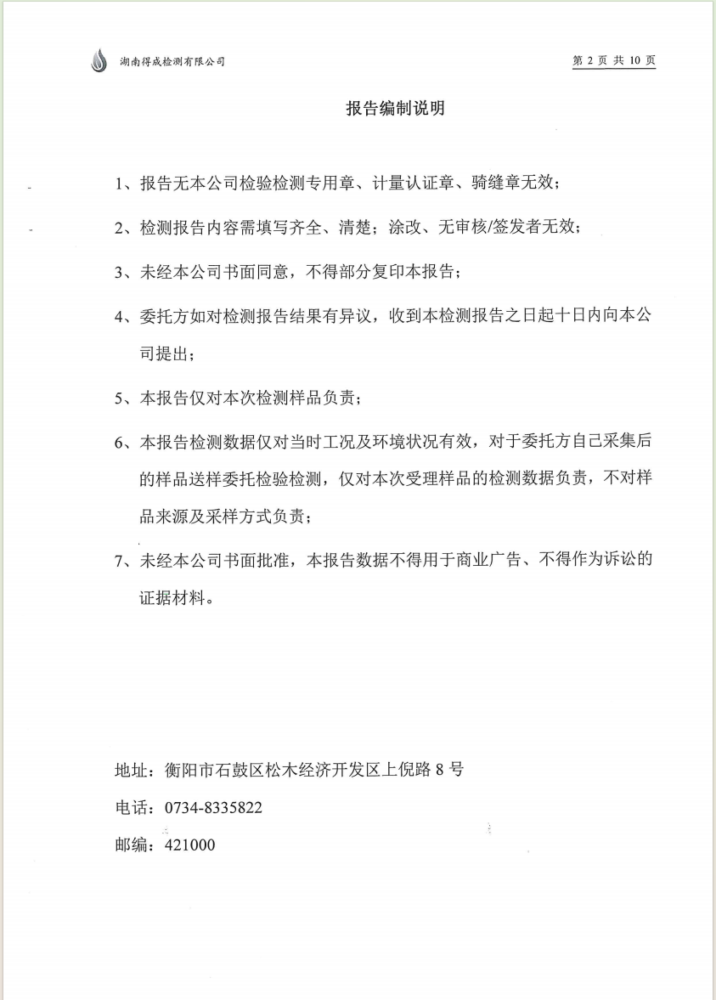 湖南得成检测有限公司
第 2 页 共 10 页
报告编制说明
1、报告无本公司检验检测专用章、计量认证章、骑缝章无效；
2、检测报告内容需填写齐全、清楚；涂改、无审核/签发者无效；
3、未经本公司书面同意，不得部分复印本报告；
4、委托方如对检测报告结果有异议，收到本检测报告之日起十日内向本公
司提出；
5、本报告仅对本次检测样品负责；
6、本报告检测数据仅对当时工况及环境状况有效，对于委托方自己采集后
的样品送样委托检验检测，仅对本次受理样品的检测数据负责，不对样
品来源及采样方式负责；
7、未经本公司书面批准，本报告数据不得用于商业广告、不得作为诉讼的
证据材料。
地址：衡阳市石鼓区松木经济开发区上倪路 8 号
电话：0734-8335822
邮编：421000